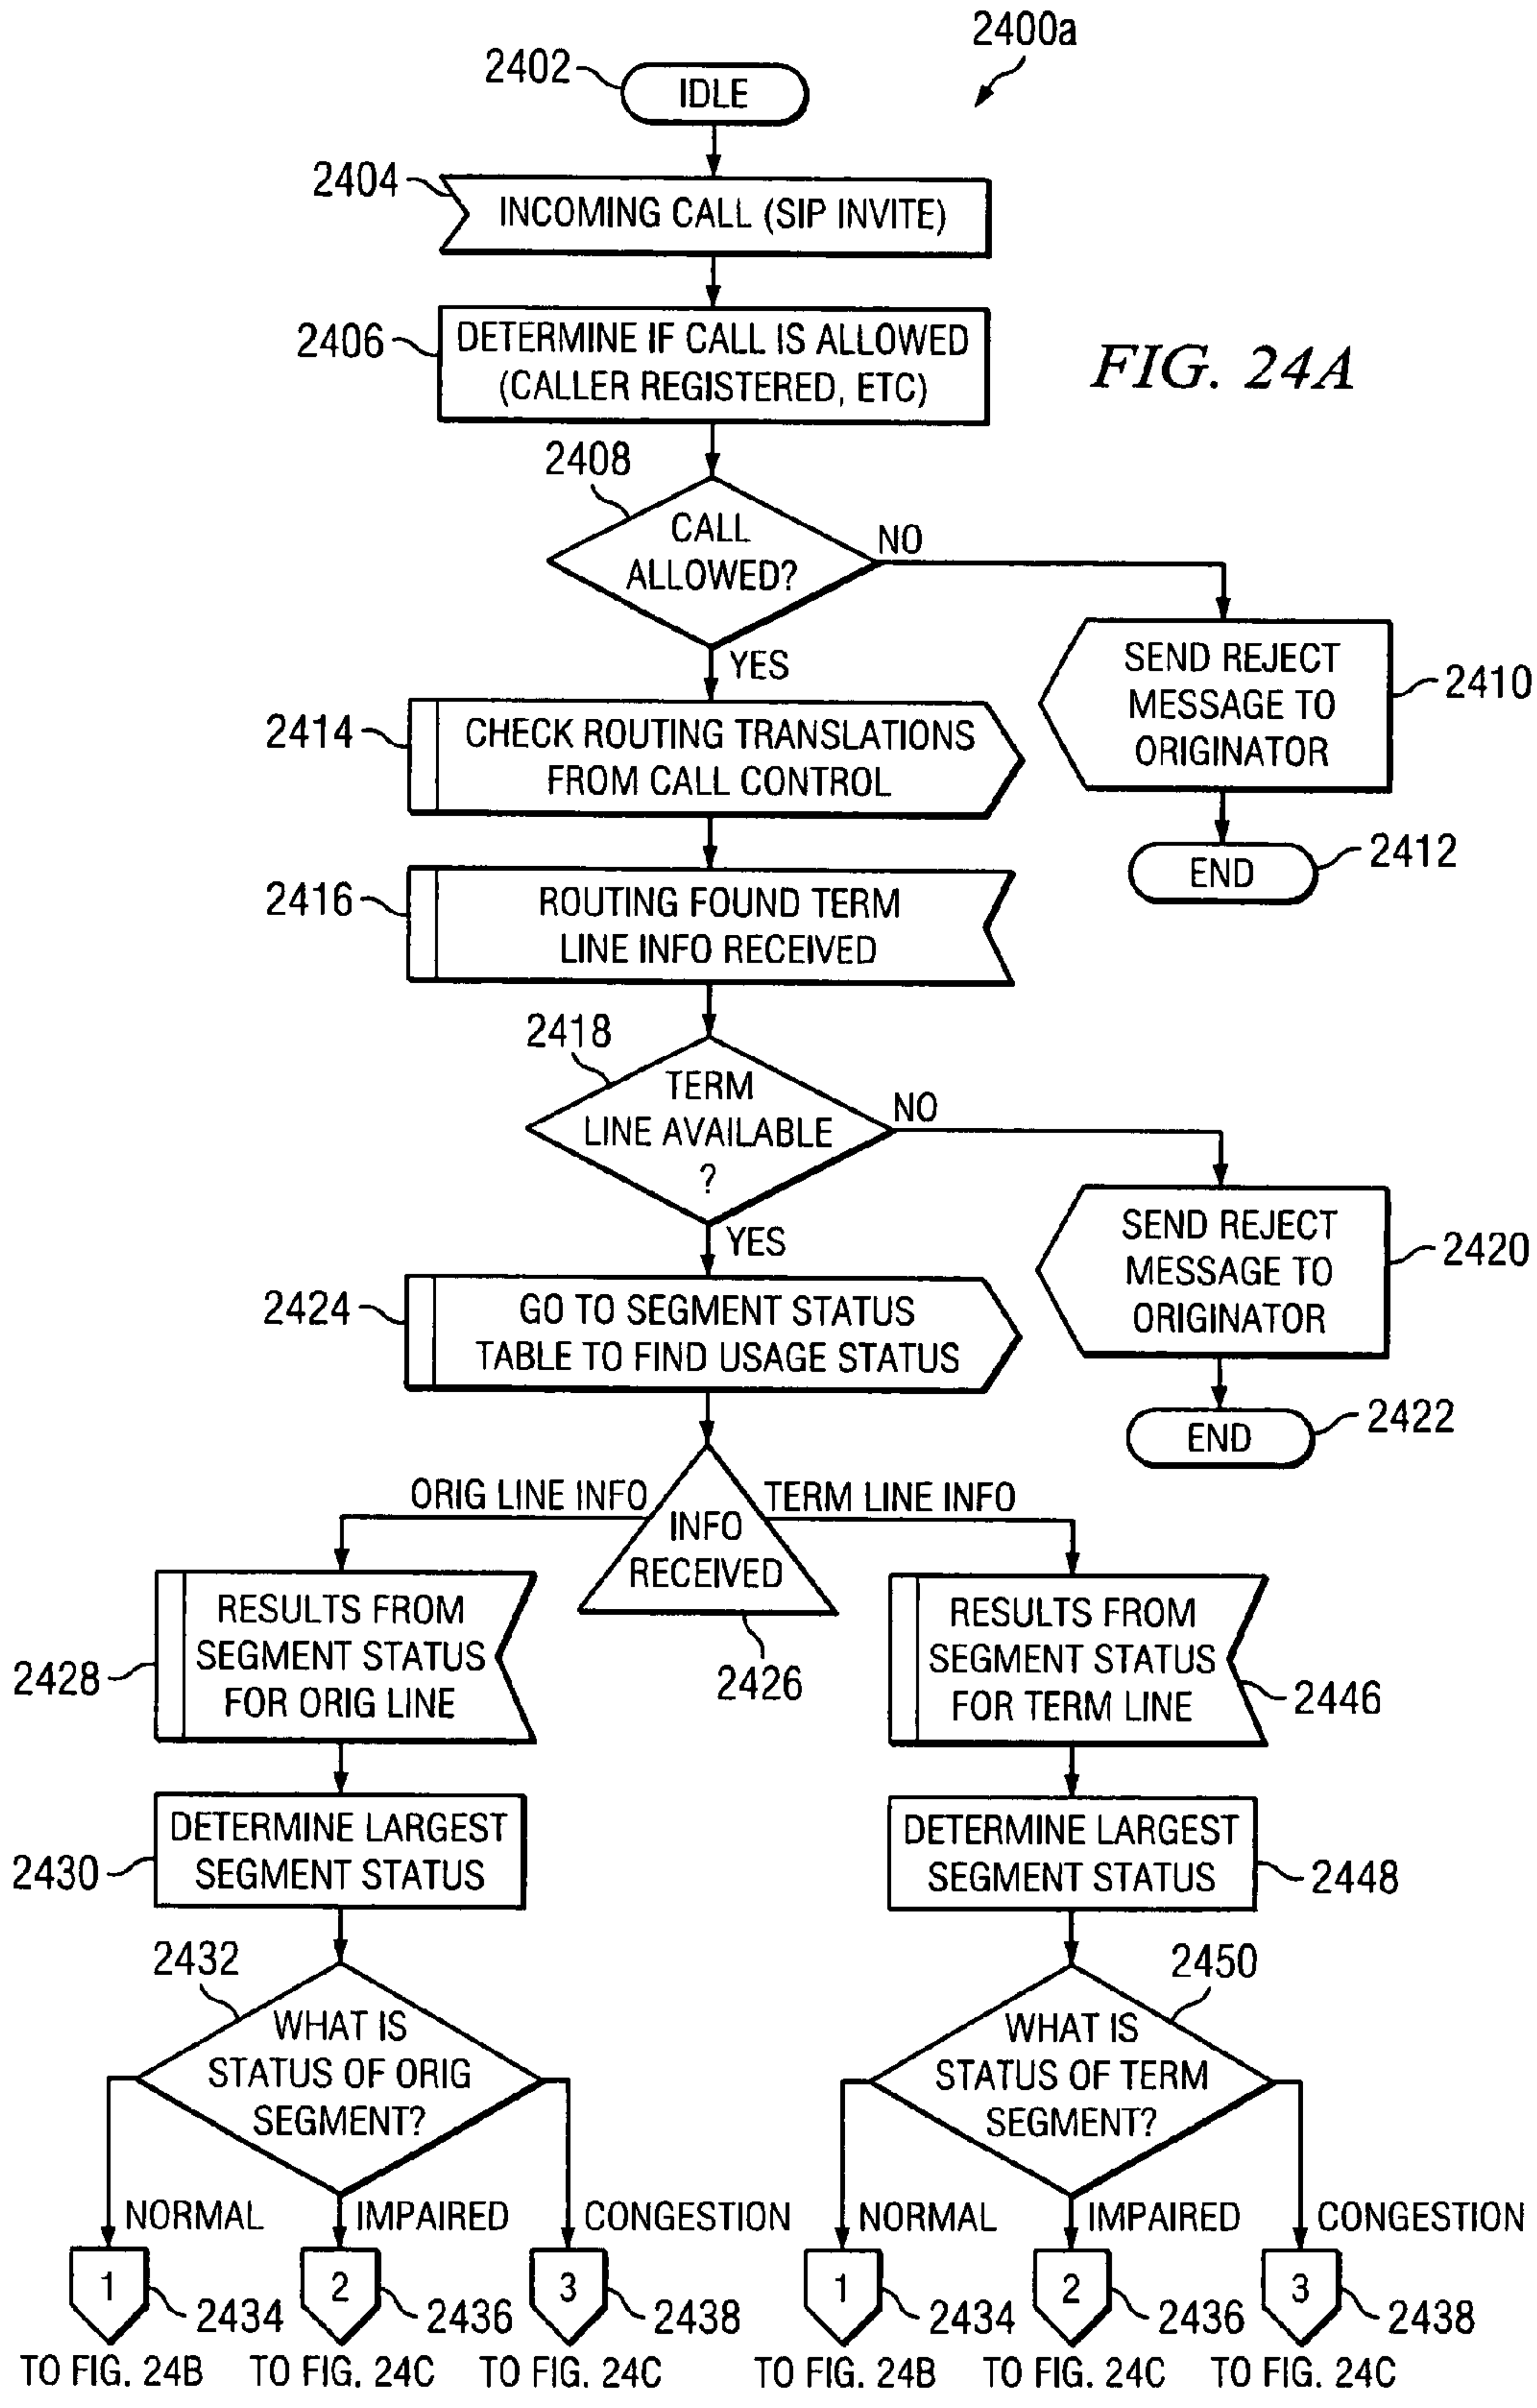 2400a
2402
IDLE
2404
INCOMING CALL (SIP INVITE)
2406
DETERMINE IF CALL IS ALLOWED
(CALLER REGISTERED, ETC)
FIG. 24A
2408
CALL
ALLOWED?
NO
YES
SEND REJECT
MESSAGE TO
ORIGINATOR
2410
END
2412
2414
CHECK ROUTING TRANSLATIONS
FROM CALL CONTROL
2416
ROUTING FOUND TERM
LINE INFO RECEIVED
2418
TERM
LINE AVAILABLE
?
NO
YES
SEND REJECT
MESSAGE TO
ORIGINATOR
2420
END
2422
2424
GO TO SEGMENT STATUS
TABLE TO FIND USAGE STATUS
ORIG LINE INFO
TERM LINE INFO
INFO
RECEIVED
2426
2428
RESULTS FROM
SEGMENT STATUS
FOR ORIG LINE
RESULTS FROM
SEGMENT STATUS
FOR TERM LINE
2446
2430
DETERMINE LARGEST
SEGMENT STATUS
DETERMINE LARGEST
SEGMENT STATUS
2448
2432
WHAT IS
STATUS OF ORIG
SEGMENT?
2450
WHAT IS
STATUS OF TERM
SEGMENT?
NORMAL
IMPAIRED
CONGESTION
NORMAL
IMPAIRED
CONGESTION
1
2434
2
2436
3
2438
1
2434
2
2436
3
2438
TO FIG. 24B
TO FIG. 24C
TO FIG. 24C
TO FIG. 24B
TO FIG. 24C
TO FIG. 24C